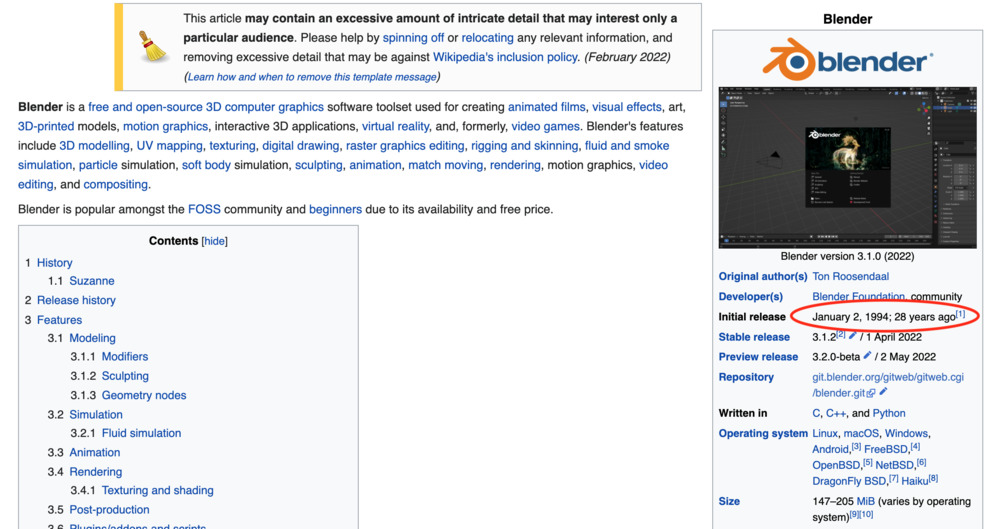 This article may contain an excessive amount of intricate detail that may interest only a
particular audience. Please help by spinning off or relocating any relevant information, and
removing excessive detail that may be against Wikipedia's inclusion policy. (February 2022)
(Learn how and when to remove this template message)
Blender is a free and open-source 3D computer graphics software toolset used for creating animated films, visual effects, art,
3D-printed models, motion graphics, interactive 3D applications, virtual reality, and, formerly, video games. Blender's features
include 3D modelling, UV mapping, texturing, digital drawing, raster graphics editing, rigging and skinning, fluid and smoke
simulation, particle simulation, soft body simulation, sculpting, animation, match moving, rendering, motion graphics, video
editing, and compositing.
Blender is popular amongst the FOSS community and beginners due to its availability and free price.
Contents [hide]
1 History
1.1 Suzanne
2 Release history
3 Features
3.1 Modeling
3.1.1 Modifiers
3.1.2 Sculpting
3.1.3 Geometry nodes
3.2 Simulation
3.2.1 Fluid simulation
3.3 Animation
3.4 Rendering
3.4.1 Texturing and shading
3.5 Post-production
3.6 Plugins/addons and scripts
Blender
blender
blender
Blender version 3.1.0 (2022)
Original author(s) Ton Roosendaal
Developer(s) Blender Foundation, community
Initial release January 2, 1994; 28 years ago[1]
Stable release 3.1.2[2] / 1 April 2022
Preview release 3.2.0-beta / 2 May 2022
Repository git.blender.org/gitweb/gitweb.cgi
/blender.git
Written in C, C++, and Python
Operating system Linux, macOS, Windows,
Android,[3] FreeBSD,[4]
OpenBSD,[5] NetBSD,[6]
DragonFly BSD,[7] Haiku[8]
Size 147–205 MiB (varies by operating
system)[9][10]